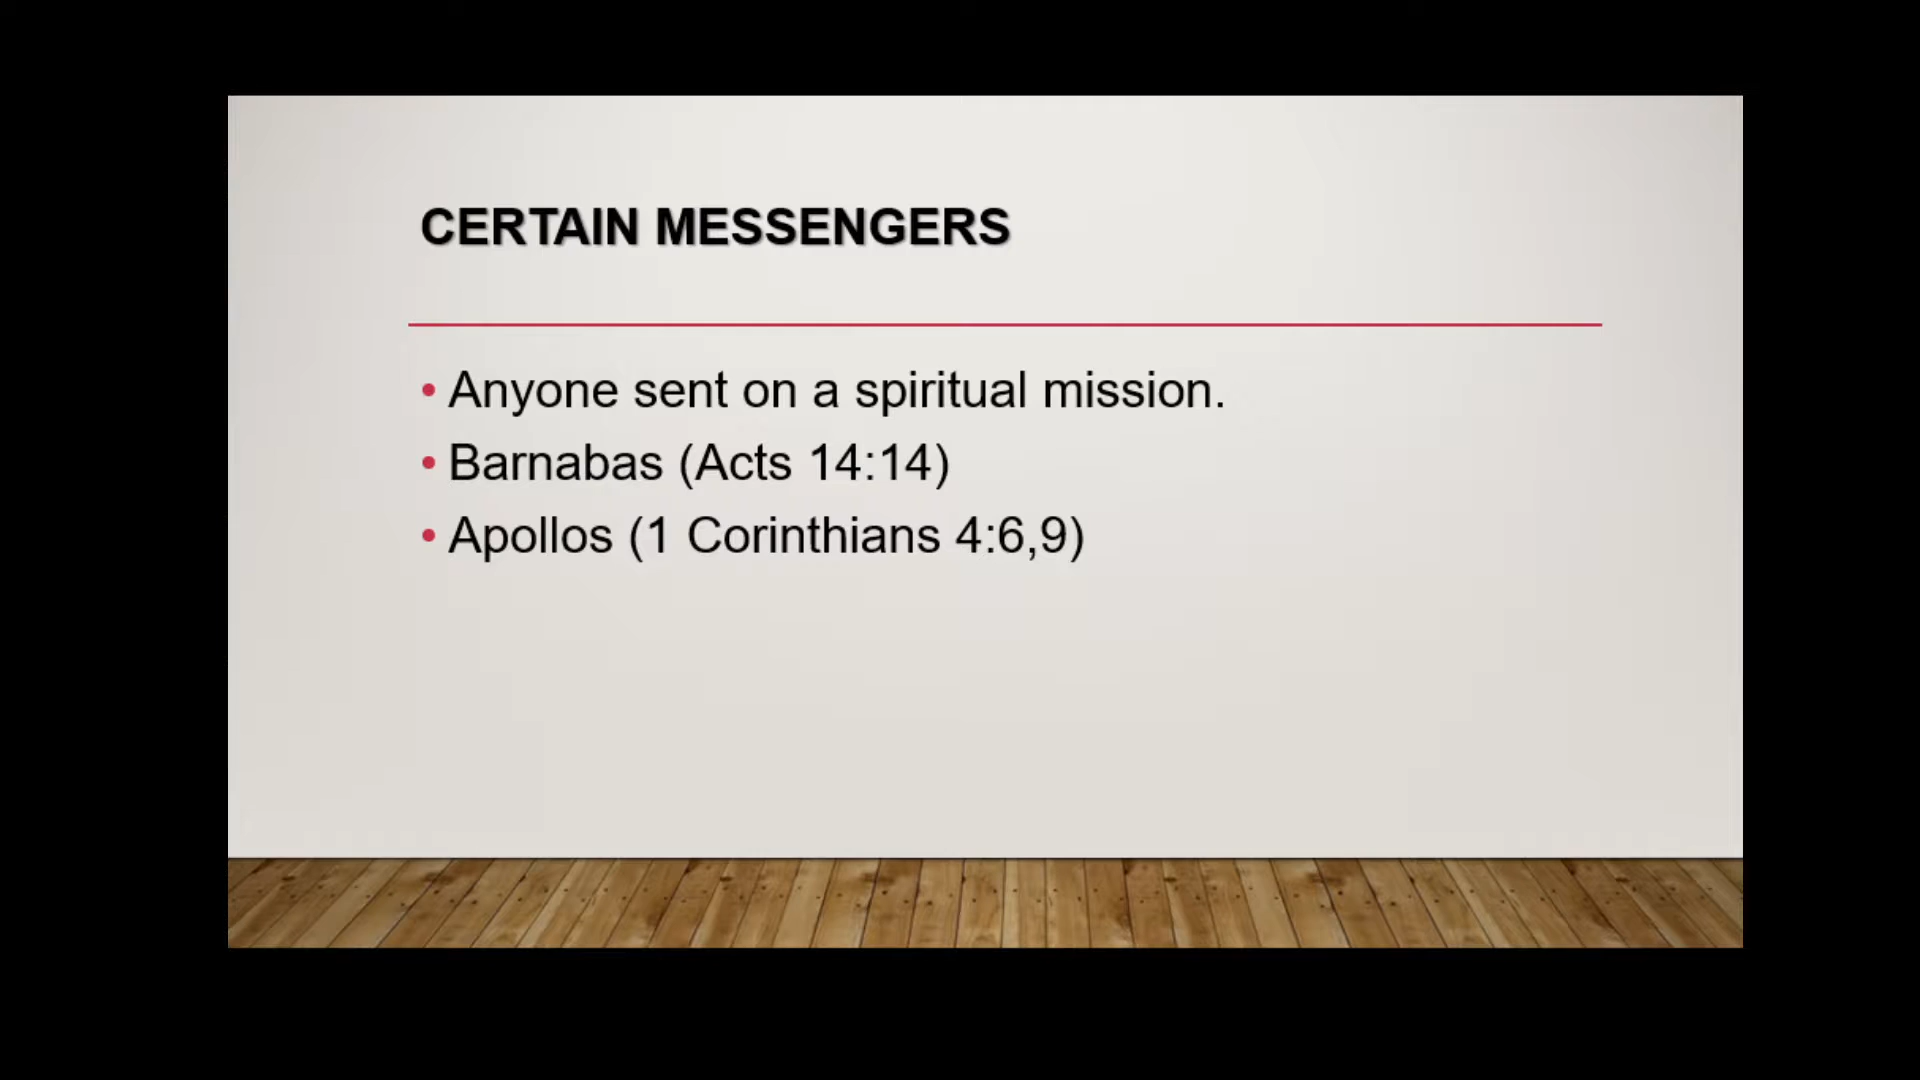 CERTAIN MESSENGERS
• Anyone sent on a spiritual mission.
• Barnabas (Acts 14:14)
• Apollos (1 Corinthians 4:6,9)